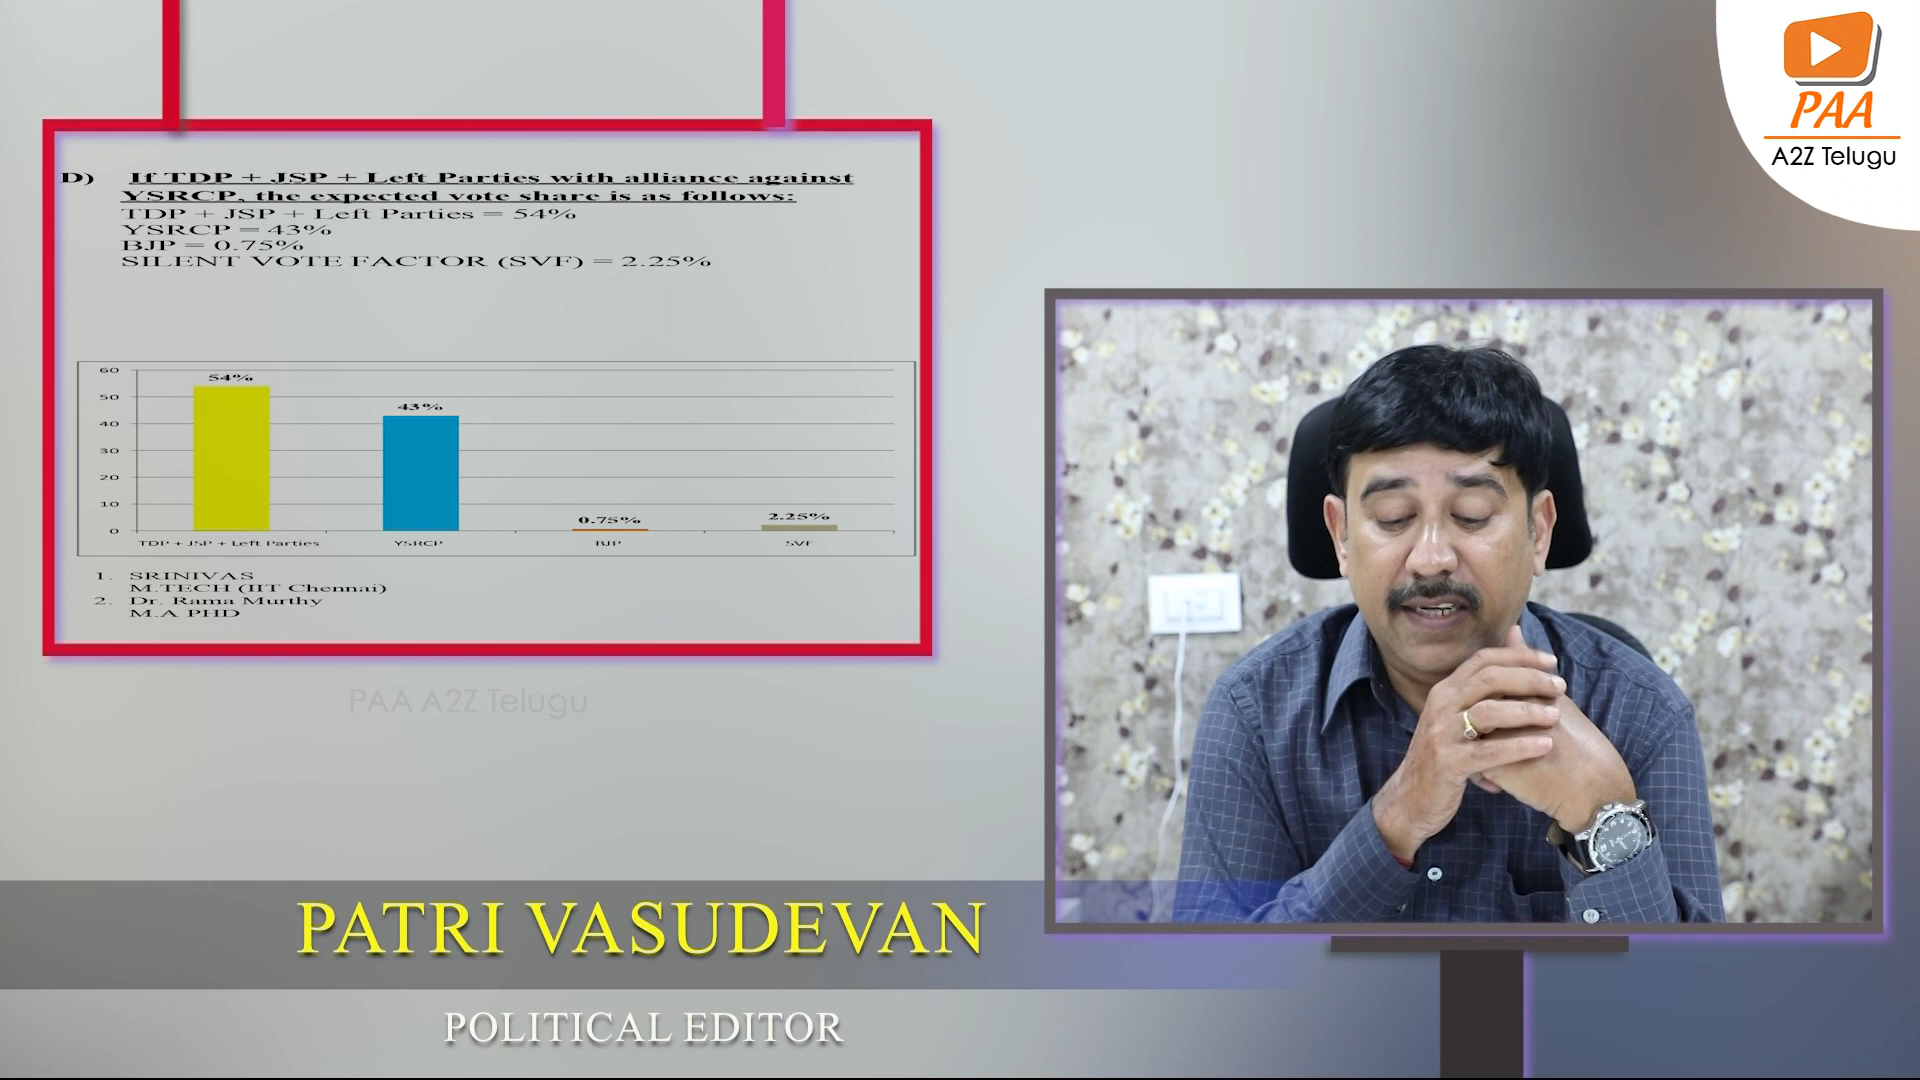 PAA
A2Z Telugu
D) If TDP + JSP + Left Parties with alliance against
YSRCP, the expected vote share is as follows:
TDP + JSP + Left Parties = 54%
YSRCP = 43%
BJP = 0.75%
SILENT VOTE FACTOR (SVF) = 2.25%
60
50
40
30
20
10
0
54%
43%
0.75%
2.25%
TDP + JSP + Left Parties
YSRCP
BJP
SVF
1. SRINIVAS
M.TECH (IIT Chennai)
2. Dr. Rama Murthy
M.A PHD
PAA A2Z Telugu
PATRI VASUDEVAN
POLITICAL EDITOR